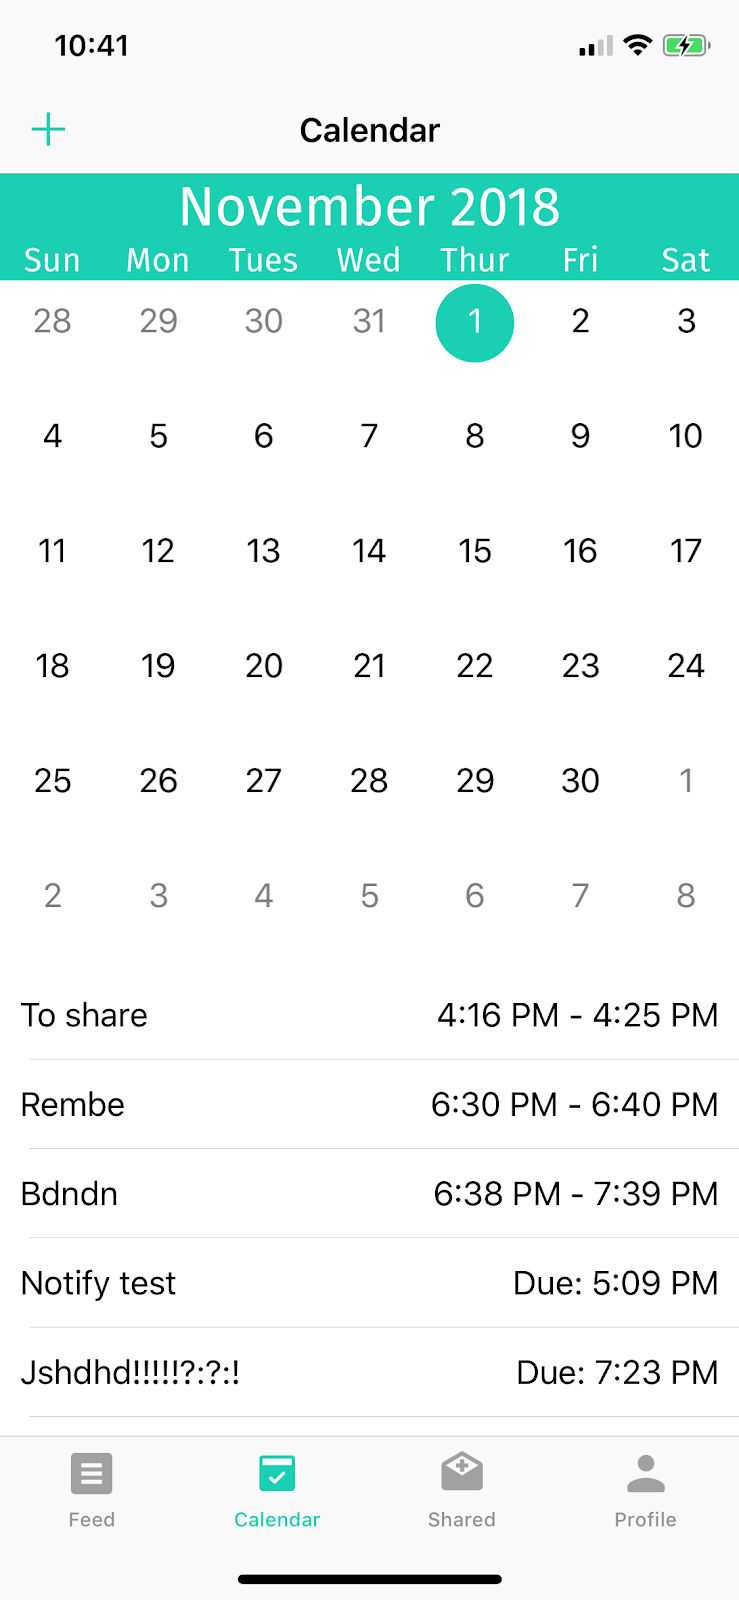 10:41
Calendar
November 2018
Sun Mon Tues Wed Thur Fri Sat
28 29 30 31 1 2 3
4 5 6 7 8 9 10
11 12 13 14 15 16 17
18 19 20 21 22 23 24
25 26 27 28 29 30 1
2 3 4 5 6 7 8
To share 4:16 PM - 4:25 PM
Rembe 6:30 PM - 6:40 PM
Bdndn 6:38 PM - 7:39 PM
Notify test Due: 5:09 PM
Jshdhd!!!!!?:?:! Due: 7:23 PM
Feed Calendar Shared Profile